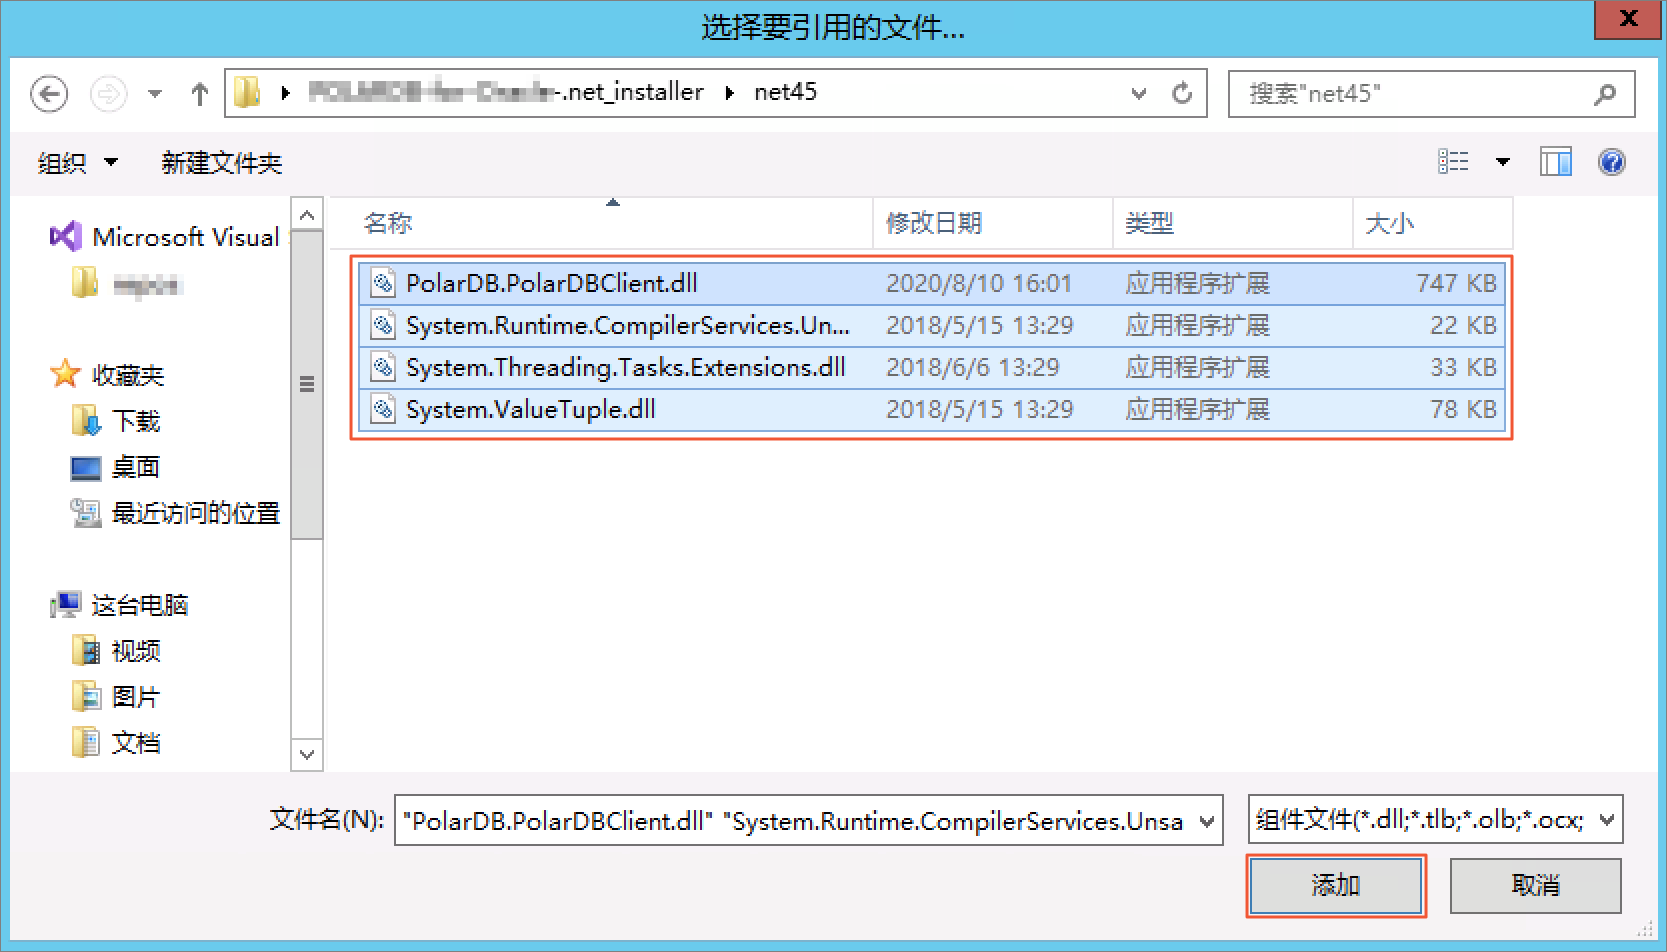 选择要引用的文件...
x
.net_installer net45
搜索"net45"
组织 新建文件夹
Microsoft Visual
收藏夹
下载
桌面
最近访问的位置
这台电脑
视频
图片
文档
名称 修改日期 类型 大小
PolarDB.PolarDBClient.dll 2020/8/10 16:01 应用程序扩展 747 KB
System.Runtime.CompilerServices.Un... 2018/5/15 13:29 应用程序扩展 22 KB
System.Threading.Tasks.Extensions.dll 2018/6/6 13:29 应用程序扩展 33 KB
System.ValueTuple.dll 2018/5/15 13:29 应用程序扩展 78 KB
文件名(N): "PolarDB.PolarDBClient.dll" "System.Runtime.CompilerServices.Unsa
组件文件(*.dll;*.tlb;*.olb;*.ocx;
添加 取消